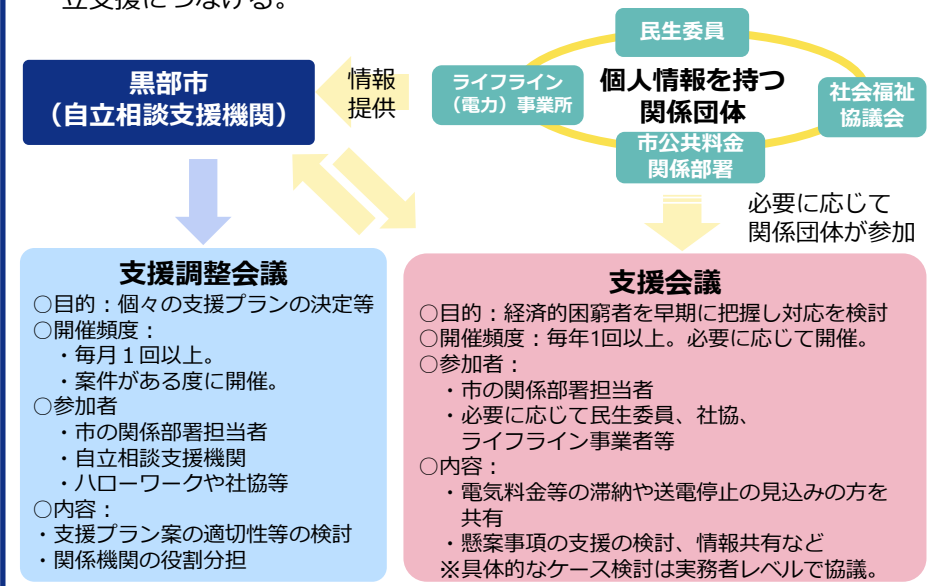 立支援につなげる。
民生委員
黒部市
（自立相談支援機関）
情報
提供
ライフライン
（電力）事業所
個人情報を持つ
関係団体
社会福祉
協議会
市公共料金
関係部署
必要に応じて
関係団体が参加
支援調整会議
○目的：個々の支援プランの決定等
○開催頻度：
・毎月１回以上。
・案件がある度に開催。
○参加者
・市の関係部署担当者
・自立相談支援機関
・ハローワークや社協等
○内容：
・支援プラン案の適切性等の検討
・関係機関の役割分担
支援会議
○目的：経済的困窮者を早期に把握し対応を検討
○開催頻度：毎年1回以上。必要に応じて開催。
○参加者：
・市の関係部署担当者
・必要に応じて民生委員、社協、
ライフライン事業者等
○内容：
・電気料金等の滞納や送電停止の見込みの方を
共有
・懸案事項の支援の検討、情報共有など
※具体的なケース検討は実務者レベルで協議。